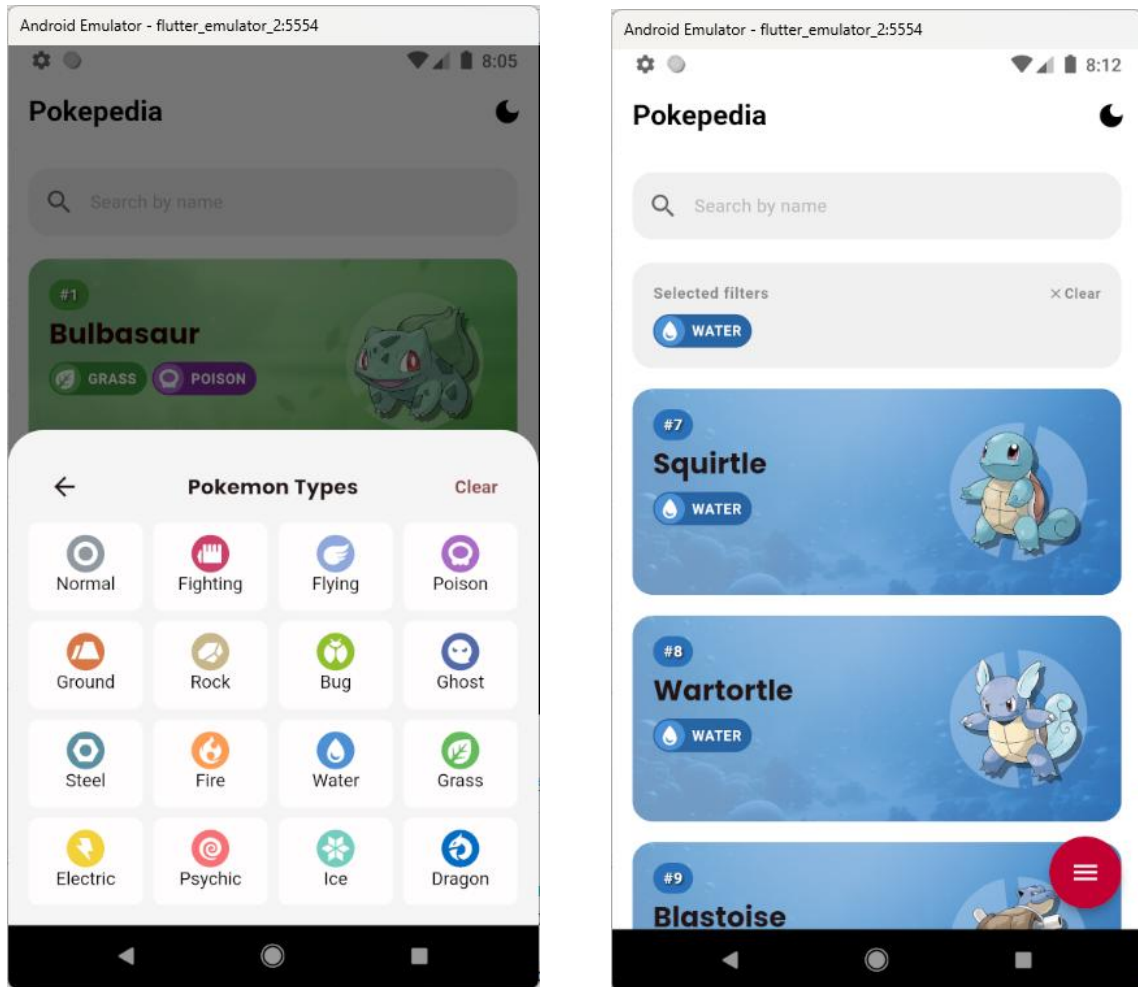 Android Emulator - flutter_emulator_2:5554
8:05
Pokepedia
Search by name
#1
Bulbasaur
GRASS POISON
Pokemon Types Clear
Normal Fighting Flying Poison
Ground Rock Bug Ghost
Steel Fire Water Grass
Electric Psychic Ice Dragon
Android Emulator - flutter_emulator_2:5554
8:12
Pokepedia
Search by name
Selected filters × Clear
WATER
#7
Squirtle
WATER
#8
Wartortle
WATER
#9
Blastoise